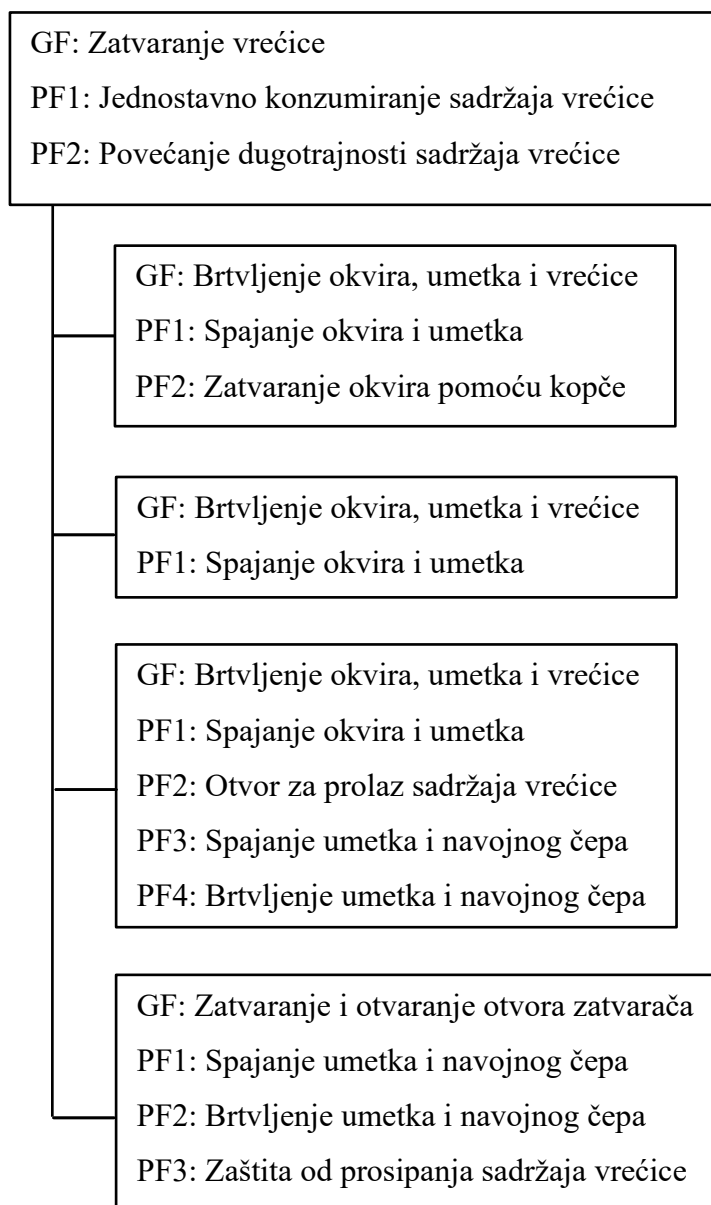 GF: Zatvaranje vrećice
PF1: Jednostavno konzumiranje sadržaja vrećice
PF2: Povećanje dugotrajnosti sadržaja vrećice
GF: Brtvljenje okvira, umetka i vrećice
PF1: Spajanje okvira i umetka
PF2: Zatvaranje okvira pomoću kopče
GF: Brtvljenje okvira, umetka i vrećice
PF1: Spajanje okvira i umetka
GF: Brtvljenje okvira, umetka i vrećice
PF1: Spajanje okvira i umetka
PF2: Otvor za prolaz sadržaja vrećice
PF3: Spajanje umetka i navojnog čepa
PF4: Brtvljenje umetka i navojnog čepa
GF: Zatvaranje i otvaranje otvora zatvarača
PF1: Spajanje umetka i navojnog čepa
PF2: Brtvljenje umetka i navojnog čepa
PF3: Zaštita od prosipanja sadržaja vrećice